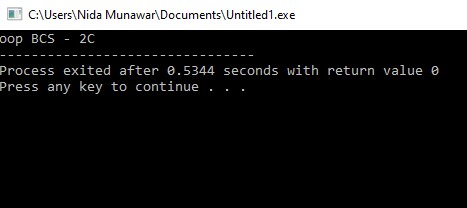 C:\Users\Nida Munawar\Documents\Untitled1.exe
oop BCS - 2C
--------------------------------
Process exited after 0.5344 seconds with return value 0
Press any key to continue . . .